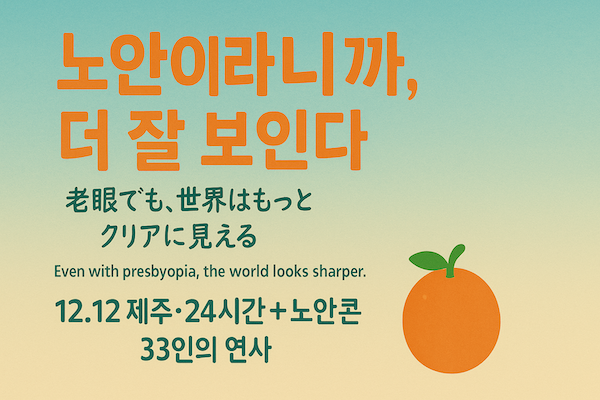 노안이라니까,
더 잘 보인다
老眼でも、世界はもっと
クリアに見える
Even with presbyopia, the world looks sharper.
12.12 제주·24시간+노안콘
33인의 연사